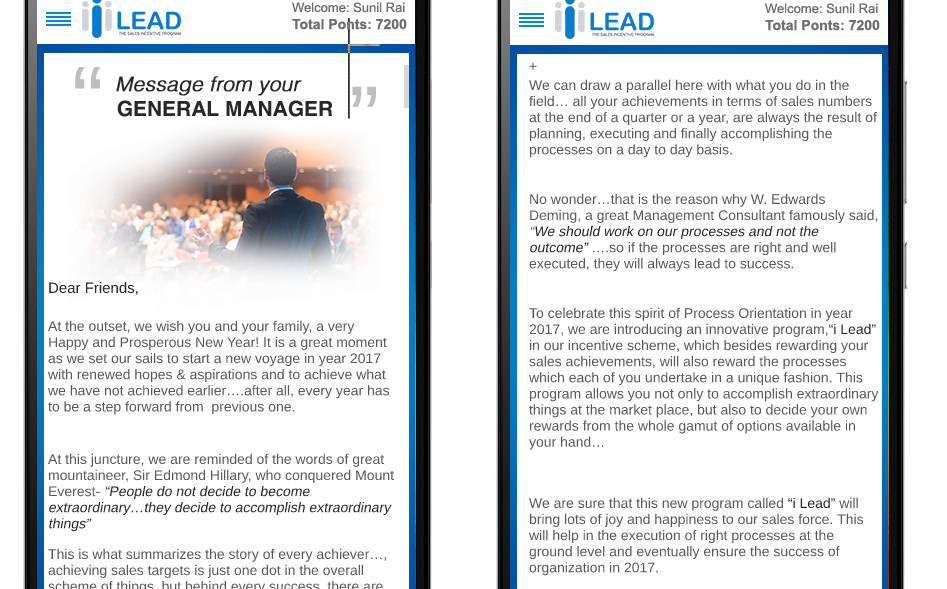 Welcome: Sunil Rai
Total Ponts: 7200
LEAD
THE SALES INCENTIVE PROGRAM
“ Message from your
GENERAL MANAGER ”
Dear Friends,
At the outset, we wish you and your family, a very
Happy and Prosperous New Year! It is a great moment
as we set our sails to start a new voyage in year 2017
with renewed hopes & aspirations and to achieve what
we have not achieved earlier….after all, every year has
to be a step forward from  previous one.
At this juncture, we are reminded of the words of great
mountaineer, Sir Edmond Hillary, who conquered Mount
Everest- “People do not decide to become
extraordinary…they decide to accomplish extraordinary
things”
This is what summarizes the story of every achiever…,
achieving sales targets is just one dot in the overall
scheme of things, but behind every success, there are
Welcome: Sunil Rai
Total Ponts: 7200
LEAD
THE SALES INCENTIVE PROGRAM
+
We can draw a parallel here with what you do in the
field… all your achievements in terms of sales numbers
at the end of a quarter or a year, are always the result of
planning, executing and finally accomplishing the
processes on a day to day basis.
No wonder…that is the reason why W. Edwards
Deming, a great Management Consultant famously said,
“We should work on our processes and not the
outcome” ….so if the processes are right and well
executed, they will always lead to success.
To celebrate this spirit of Process Orientation in year
2017, we are introducing an innovative program,“i Lead”
in our incentive scheme, which besides rewarding your
sales achievements, will also reward the processes
which each of you undertake in a unique fashion. This
program allows you not only to accomplish extraordinary
things at the market place, but also to decide your own
rewards from the whole gamut of options available in
your hand…
We are sure that this new program called “i Lead” will
bring lots of joy and happiness to our sales force. This
will help in the execution of right processes at the
ground level and eventually ensure the success of
organization in 2017.